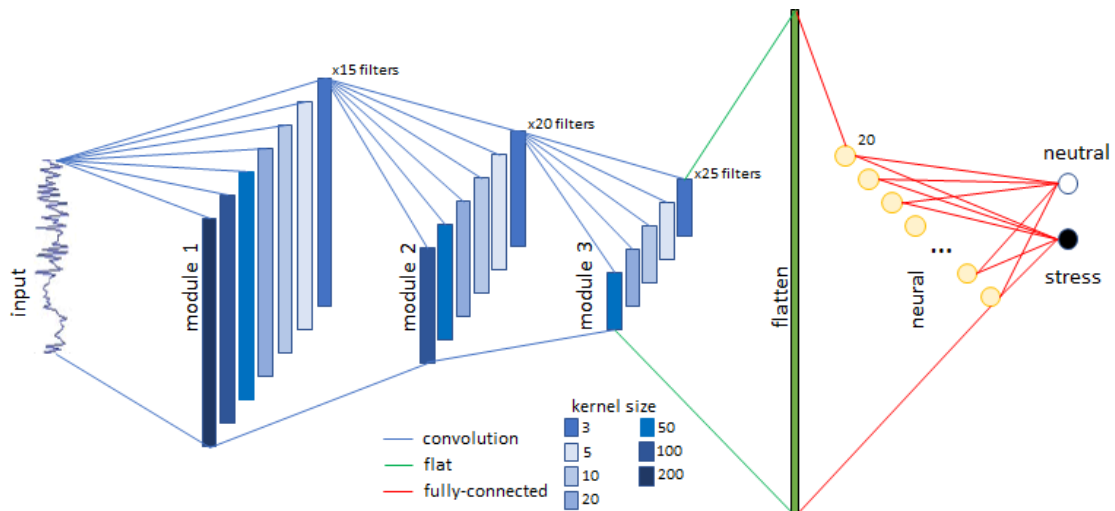 x15 filters
x20 filters
x25 filters
20
neutral
stress
input
module 1
module 2
module 3
flatten
neural
...
convolution
flat
fully-connected
kernel size
3
5
10
20
50
100
200